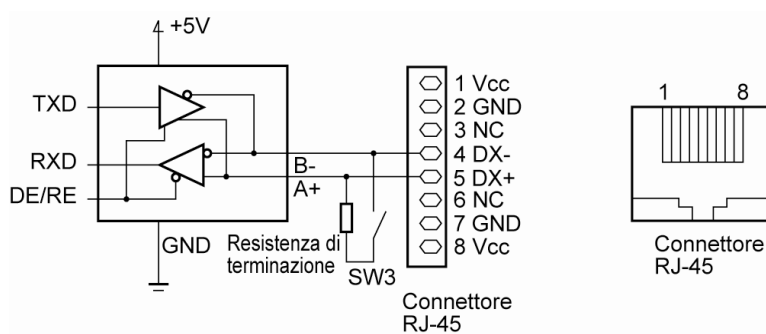 +5V
TXD
RXD
DE/RE
B-
A+
GND
Resistenza di
terminazione
SW3
1 Vcc
2 GND
3 NC
4 DX-
5 DX+
6 NC
7 GND
8 Vcc
Connettore
RJ-45
1 8
Connettore
RJ-45